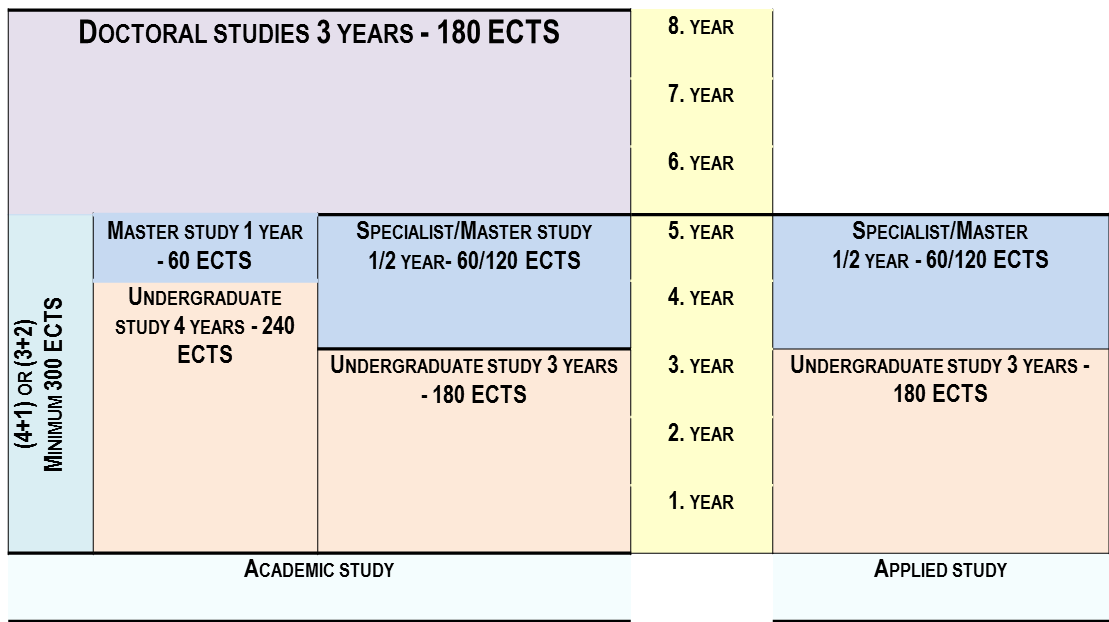 DOCTORAL STUDIES 3 YEARS - 180 ECTS
8. YEAR
7. YEAR
6. YEAR
(4+1) OR (3+2)
MINIMUM 300 ECTS
MASTER STUDY 1 YEAR
- 60 ECTS
UNDERGRADUATE
STUDY 4 YEARS - 240
ECTS
SPECIALIST/MASTER STUDY
1/2 YEAR- 60/120 ECTS
UNDERGRADUATE STUDY 3 YEARS
- 180 ECTS
5. YEAR
4. YEAR
3. YEAR
2. YEAR
1. YEAR
SPECIALIST/MASTER
1/2 YEAR - 60/120 ECTS
UNDERGRADUATE STUDY 3 YEARS -
180 ECTS
ACADEMIC STUDY
APPLIED STUDY